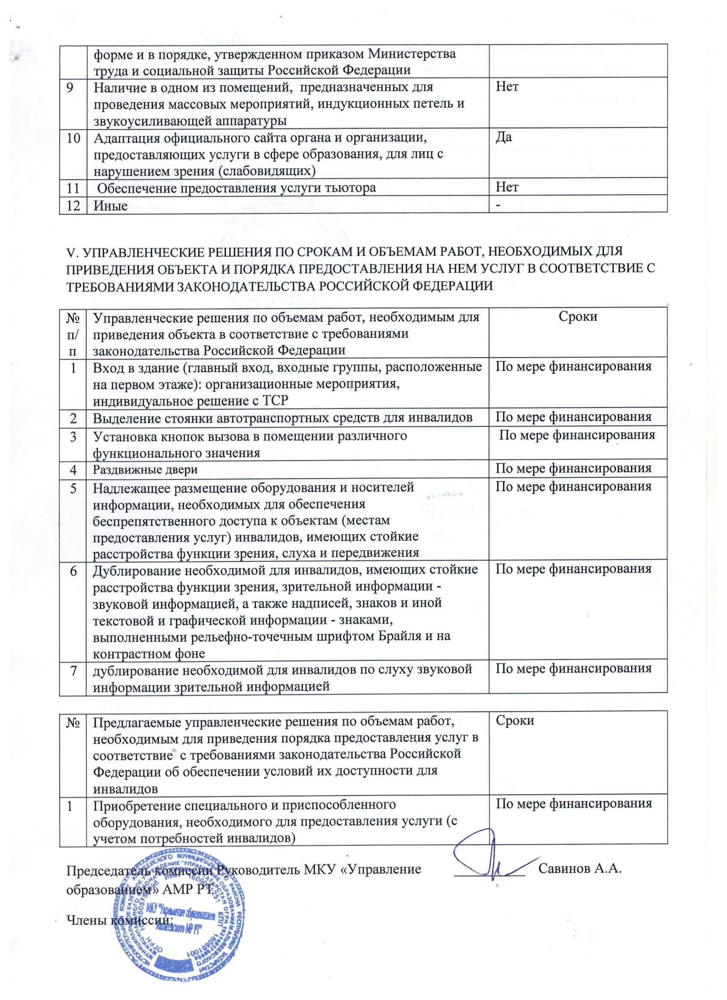 форме и в порядке, утвержденном приказом Министерства
труда и социальной защиты Российской Федерации
9 Наличие в одном из помещений, предназначенных для Нет
проведения массовых мероприятий, индукционных петель и
звукоусиливающей аппаратуры
10 Адаптация официального сайта органа и организации, Да
предоставляющих услуги в сфере образования, для лиц с
нарушением зрения (слабовидящих)
11 Обеспечение предоставления услуги тьютора Нет
12 Иные -
V. УПРАВЛЕНЧЕСКИЕ РЕШЕНИЯ ПО СРОКАМ И ОБЪЕМАМ РАБОТ, НЕОБХОДИМЫХ ДЛЯ
ПРИВЕДЕНИЯ ОБЪЕКТА И ПОРЯДКА ПРЕДОСТАВЛЕНИЯ НА НЕМ УСЛУГ В СООТВЕТСТВИЕ С
ТРЕБОВАНИЯМИ ЗАКОНОДАТЕЛЬСТВА РОССИЙСКОЙ ФЕДЕРАЦИИ
№ Управленческие решения по объемам работ, необходимым для Сроки
п/ приведения объекта в соответствие с требованиями
п законодательства Российской Федерации
1 Вход в здание (главный вход, входные группы, расположенные По мере финансирования
на первом этаже): организационные мероприятия,
индивидуальное решение с ТСР
2 Выделение стоянки автотранспортных средств для инвалидов По мере финансирования
3 Установка кнопок вызова в помещении различного По мере финансирования
функционального значения
4 Раздвижные двери По мере финансирования
5 Надлежащее размещение оборудования и носителей По мере финансирования
информации, необходимых для обеспечения
беспрепятственного доступа к объектам (местам
предоставления услуг) инвалидов, имеющих стойкие
расстройства функции зрения, слуха и передвижения
6 Дублирование необходимой для инвалидов, имеющих стойкие По мере финансирования
расстройства функции зрения, зрительной информации -
звуковой информацией, а также надписей, знаков и иной
текстовой и графической информации - знаками,
выполненными рельефно-точечным шрифтом Брайля и на
контрастном фоне
7 дублирование необходимой для инвалидов по слуху звуковой По мере финансирования
информации зрительной информацией
№ Предлагаемые управленческие решения по объемам работ, Сроки
необходимым для приведения порядка предоставления услуг в
соответствие с требованиями законодательства Российской
Федерации об обеспечении условий их доступности для
инвалидов
1 Приобретение специального и приспособленного По мере финансирования
оборудования, необходимого для предоставления услуги (с
учетом потребностей инвалидов)
Председатель комиссии Руководитель МКУ «Управление Савинов А.А.
образованием» АМР РТ
Члены комиссии:
МКУ "Управление образованием
Алькеевского МР РТ"
КПП 160601001